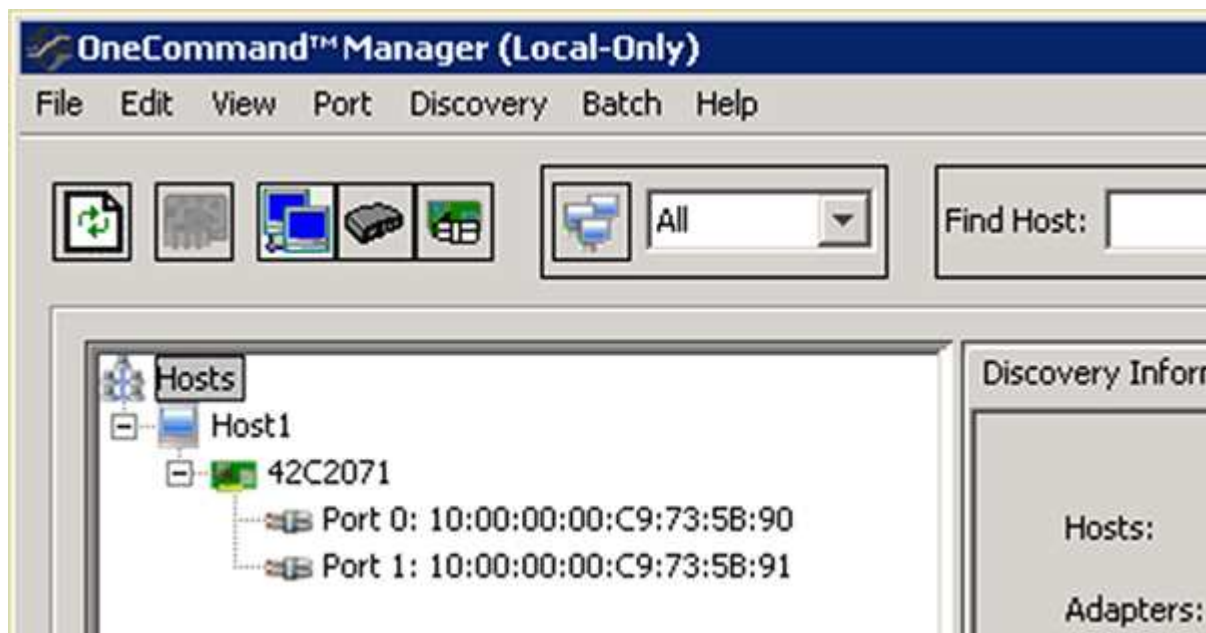 OneCommand™ Manager (Local-Only)
File Edit View Port Discovery Batch Help
All Find Host:
Hosts
Host1
42C2071
Port 0: 10:00:00:00:C9:73:5B:90
Port 1: 10:00:00:00:C9:73:5B:91
Discovery
Hosts:
Adapters: